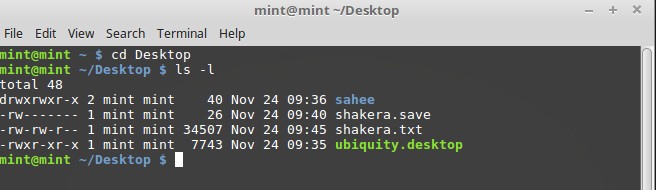 mint@mint ~/Desktop
File Edit View Search Terminal Help
mint@mint ~ $ cd Desktop
mint@mint ~/Desktop $ ls -l
total 48
drwxrwxr-x 2 mint mint    40 Nov 24 09:36 sahee
-rw------- 1 mint mint    26 Nov 24 09:40 shakera.save
-rw-rw-r-- 1 mint mint 34507 Nov 24 09:45 shakera.txt
-rwxr-xr-x 1 mint mint  7743 Nov 24 09:35 ubiquity.desktop
mint@mint ~/Desktop $